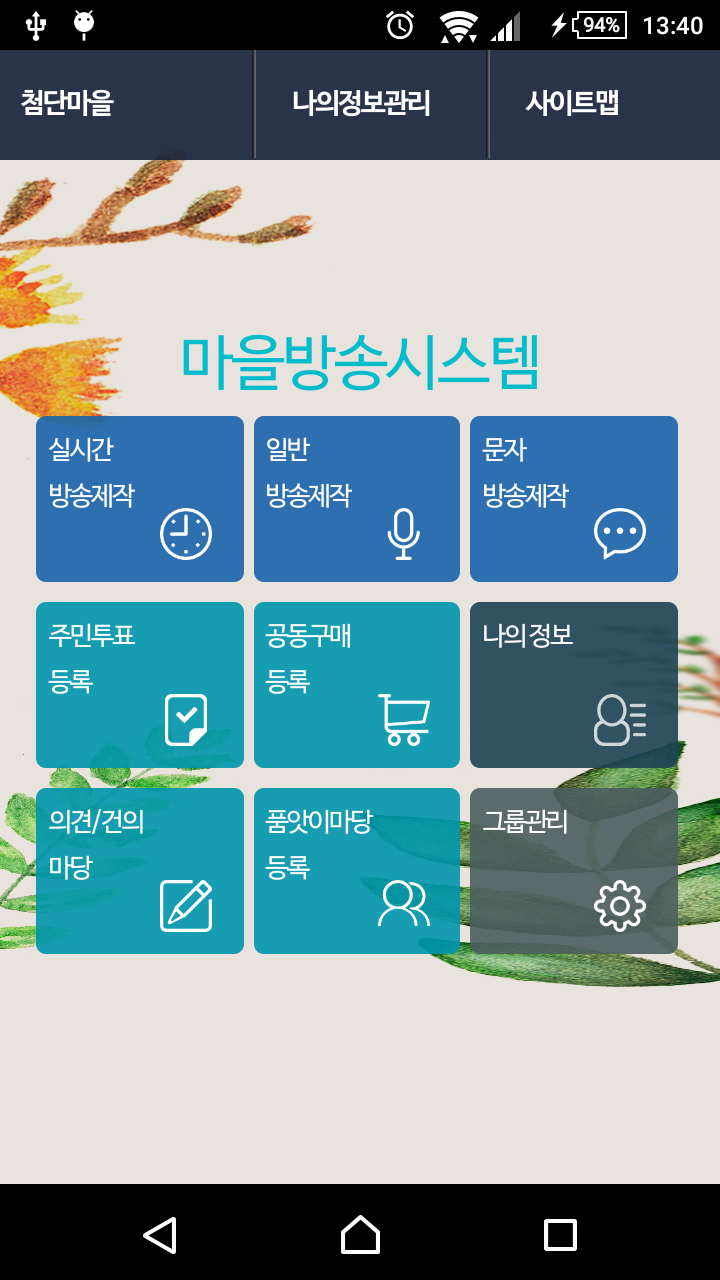 94% 13:40
첨단마을 나의정보관리 사이트맵
마을방송시스템
실시간
방송제작
일반
방송제작
문자
방송제작
주민투표
등록
공동구매
등록
나의 정보
의견/건의
마당
품앗이마당
등록
그룹관리